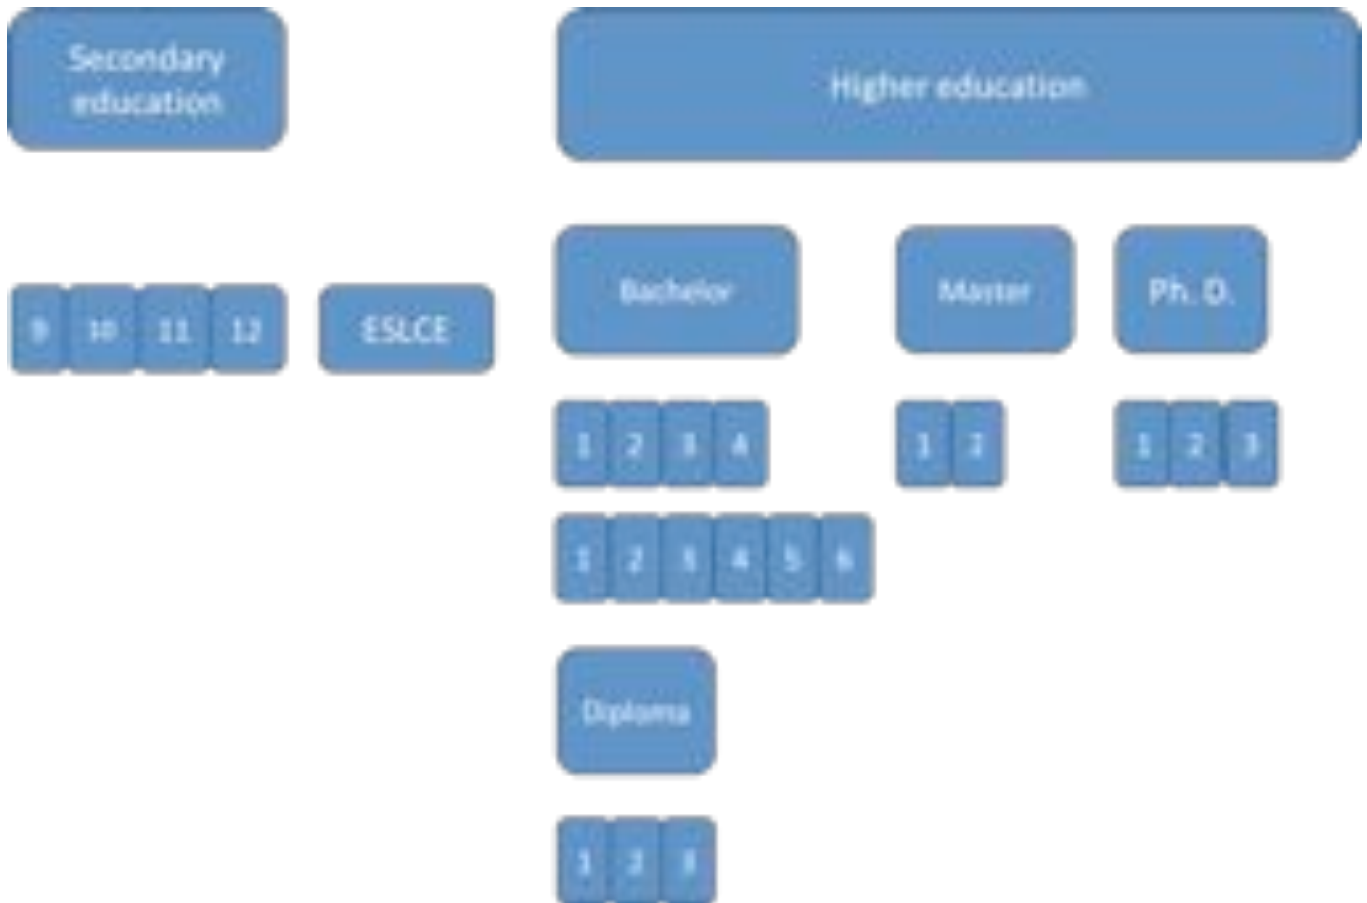 Secondary
education
Higher education
9 10 11 12
ESLCE
Bachelor
Master
Ph. D.
1 2 3 4
1 2
1 2 3
1 2 3 4 5 6
Diploma
1 2 3